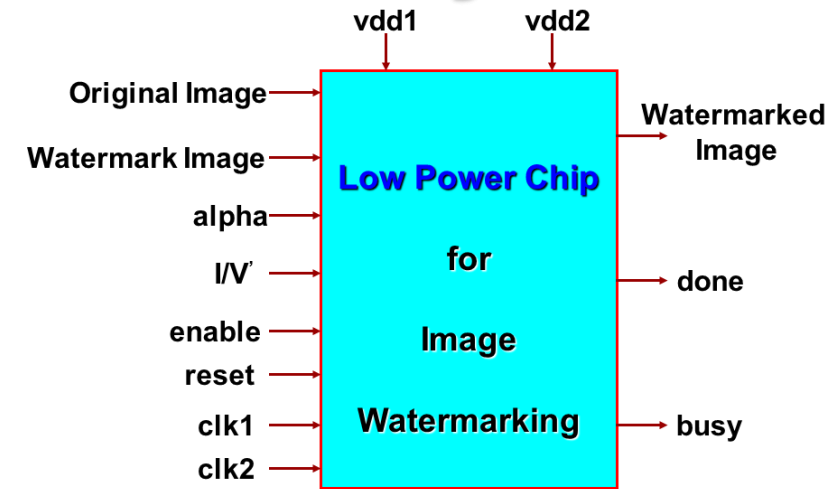 vdd1 vdd2
Original Image
Watermark Image
alpha
I/V’
enable
reset
clk1
clk2
Low Power Chip
for
Image
Watermarking
Watermarked
Image
done
busy